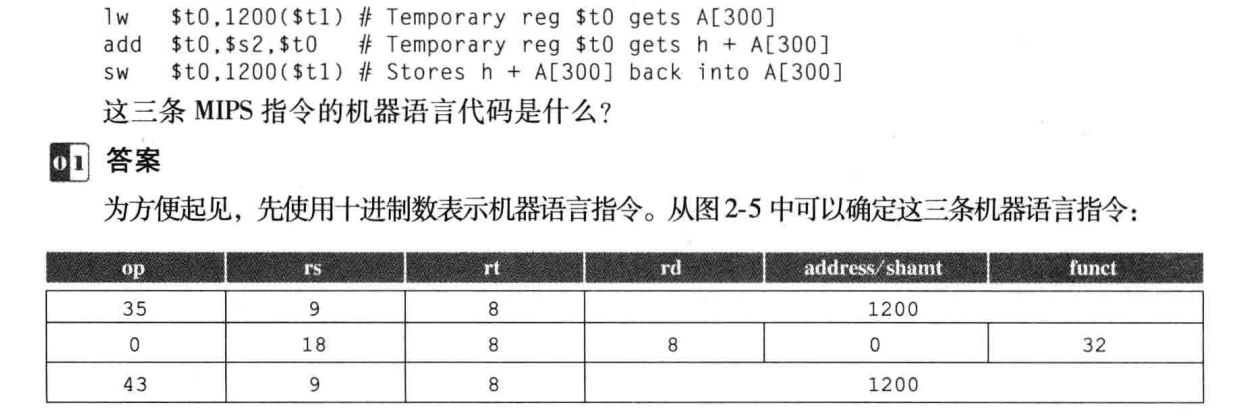 lw $t0,1200($t1) # Temporary reg $t0 gets A[300]
add $t0,$s2,$t0 # Temporary reg $t0 gets h + A[300]
sw $t0,1200($t1) # Stores h + A[300] back into A[300]
这三条 MIPS 指令的机器语言代码是什么?
01 答案
为方便起见，先使用十进制数表示机器语言指令。从图 2-5 中可以确定这三条机器语言指令：
op rs rt rd address/shamt funct
35 9 8 1200
0 18 8 8 0 32
43 9 8 1200